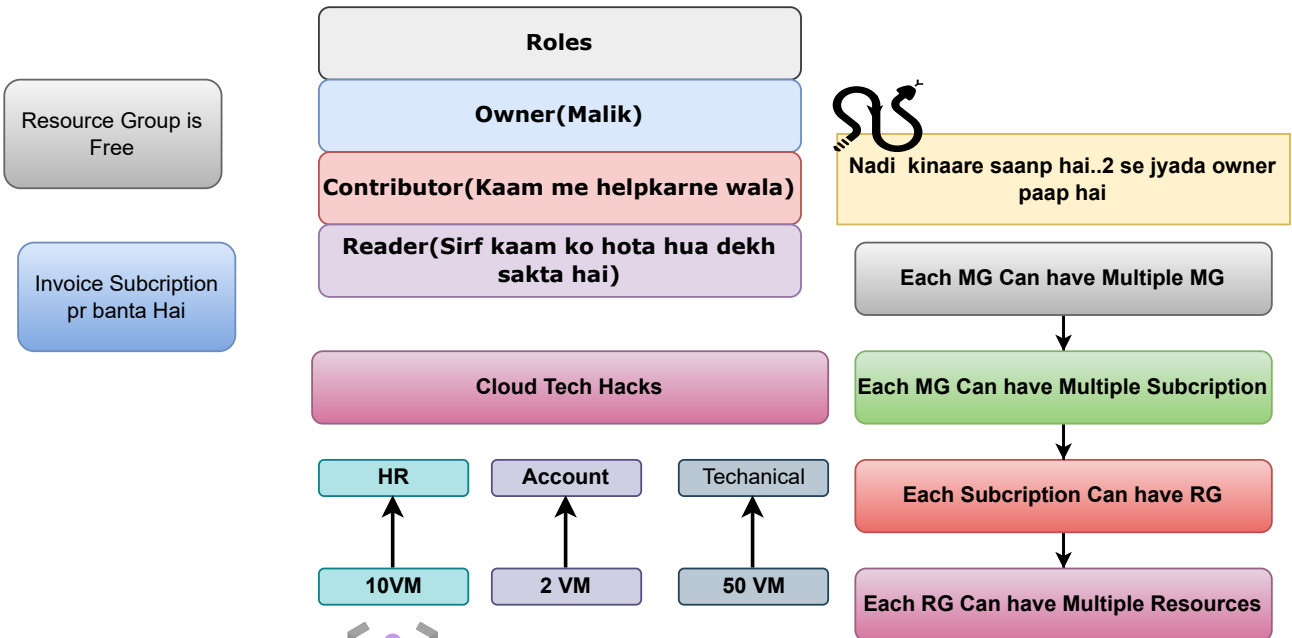 Roles
Resource Group is
Free
Owner(Malik)
Contributor(Kaam me helpkarne wala)
Nadi kinaare saanp hai..2 se jyada owner
paap hai
Reader(Sirf kaam ko hota hua dekh
sakta hai)
Invoice Subcription
pr banta Hai
Each MG Can have Multiple MG
Cloud Tech Hacks
Each MG Can have Multiple Subcription
HR
Account
Techanical
Each Subcription Can have RG
10VM
2 VM
50 VM
Each RG Can have Multiple Resources